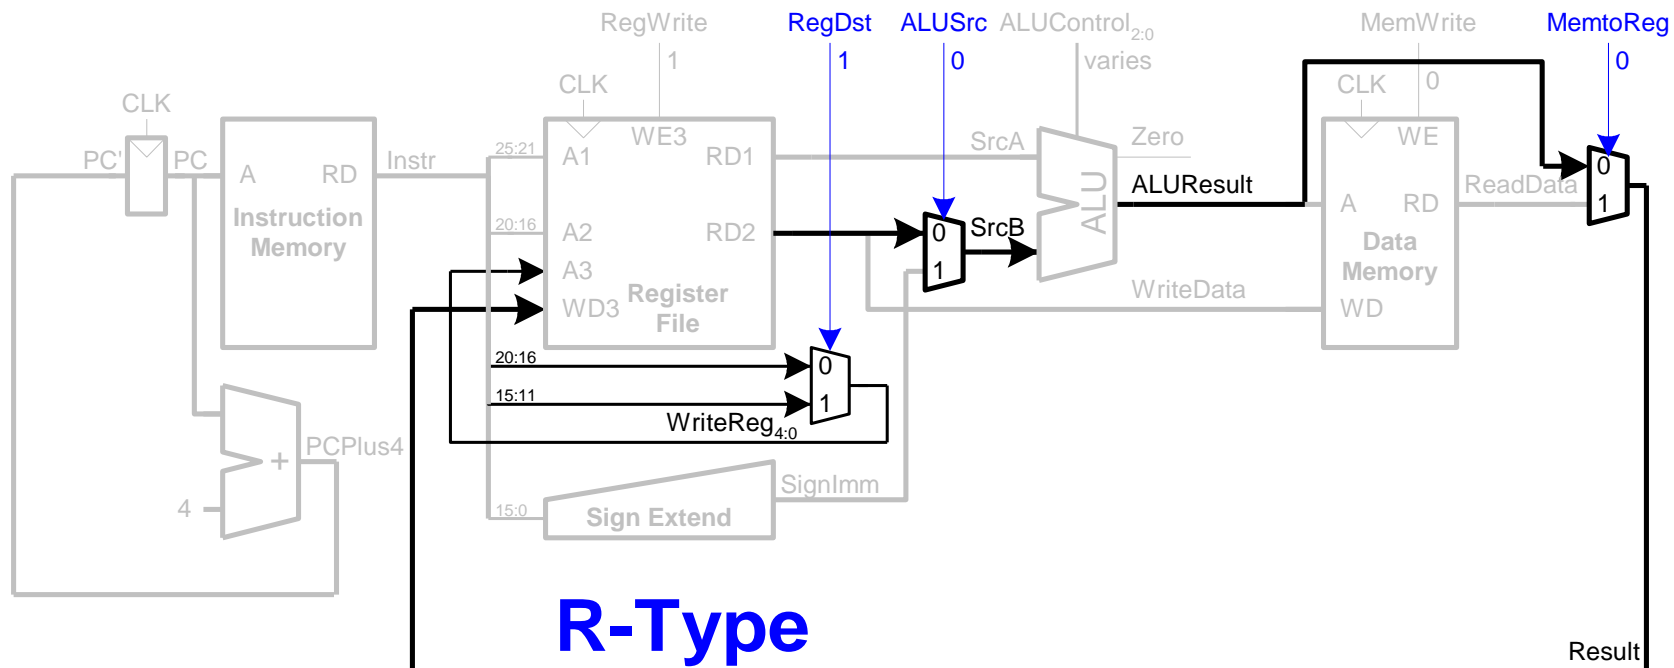 RegWrite
RegDst
ALUSrc
ALUControl2:0
MemWrite
MemtoReg
1
1
0
varies
0
0
CLK
CLK
CLK
WE3
WE
PC'
PC
A
RD
Instr
Instruction
Memory
25:21
A1
RD1
SrcA
Zero
ALU
ALUResult
20:16
A2
RD2
0
1
SrcB
A
RD
ReadData
0
1
Data
Memory
A3
WD3
Register
File
WriteData
WD
20:16
0
15:11
1
WriteReg4:0
PCPlus4
+
4
SignImm
15:0
Sign Extend
R-Type
Result